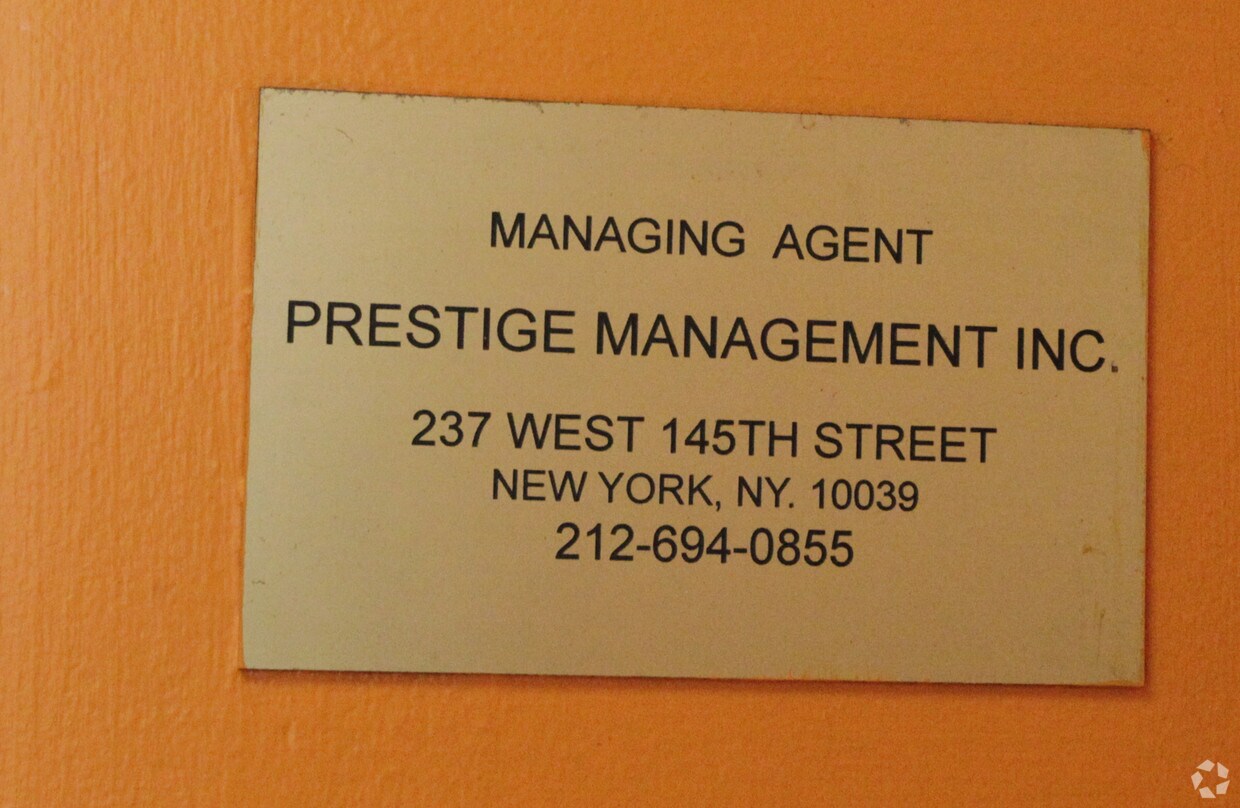 MANAGING AGENT
PRESTIGE MANAGEMENT INC.
237 WEST 145TH STREET
NEW YORK, NY. 10039
212-694-0855